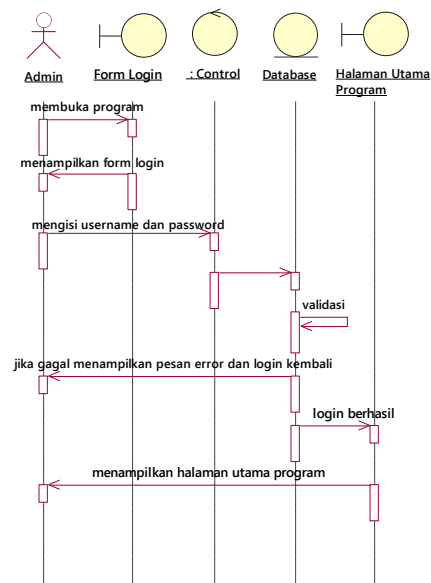 Admin
Form Login
: Control
Database
Halaman Utama
Program
membuka program
menampilkan form login
mengisi username dan password
validasi
jika gagal menampilkan pesan error dan login kembali
login berhasil
menampilkan halaman utama program